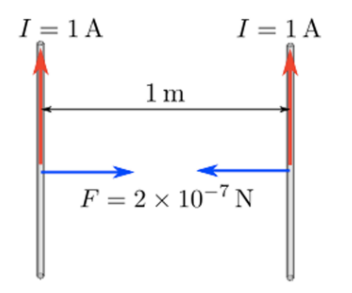 I = 1 A
I = 1 A
1 m
F = 2 × 10⁻⁷ N